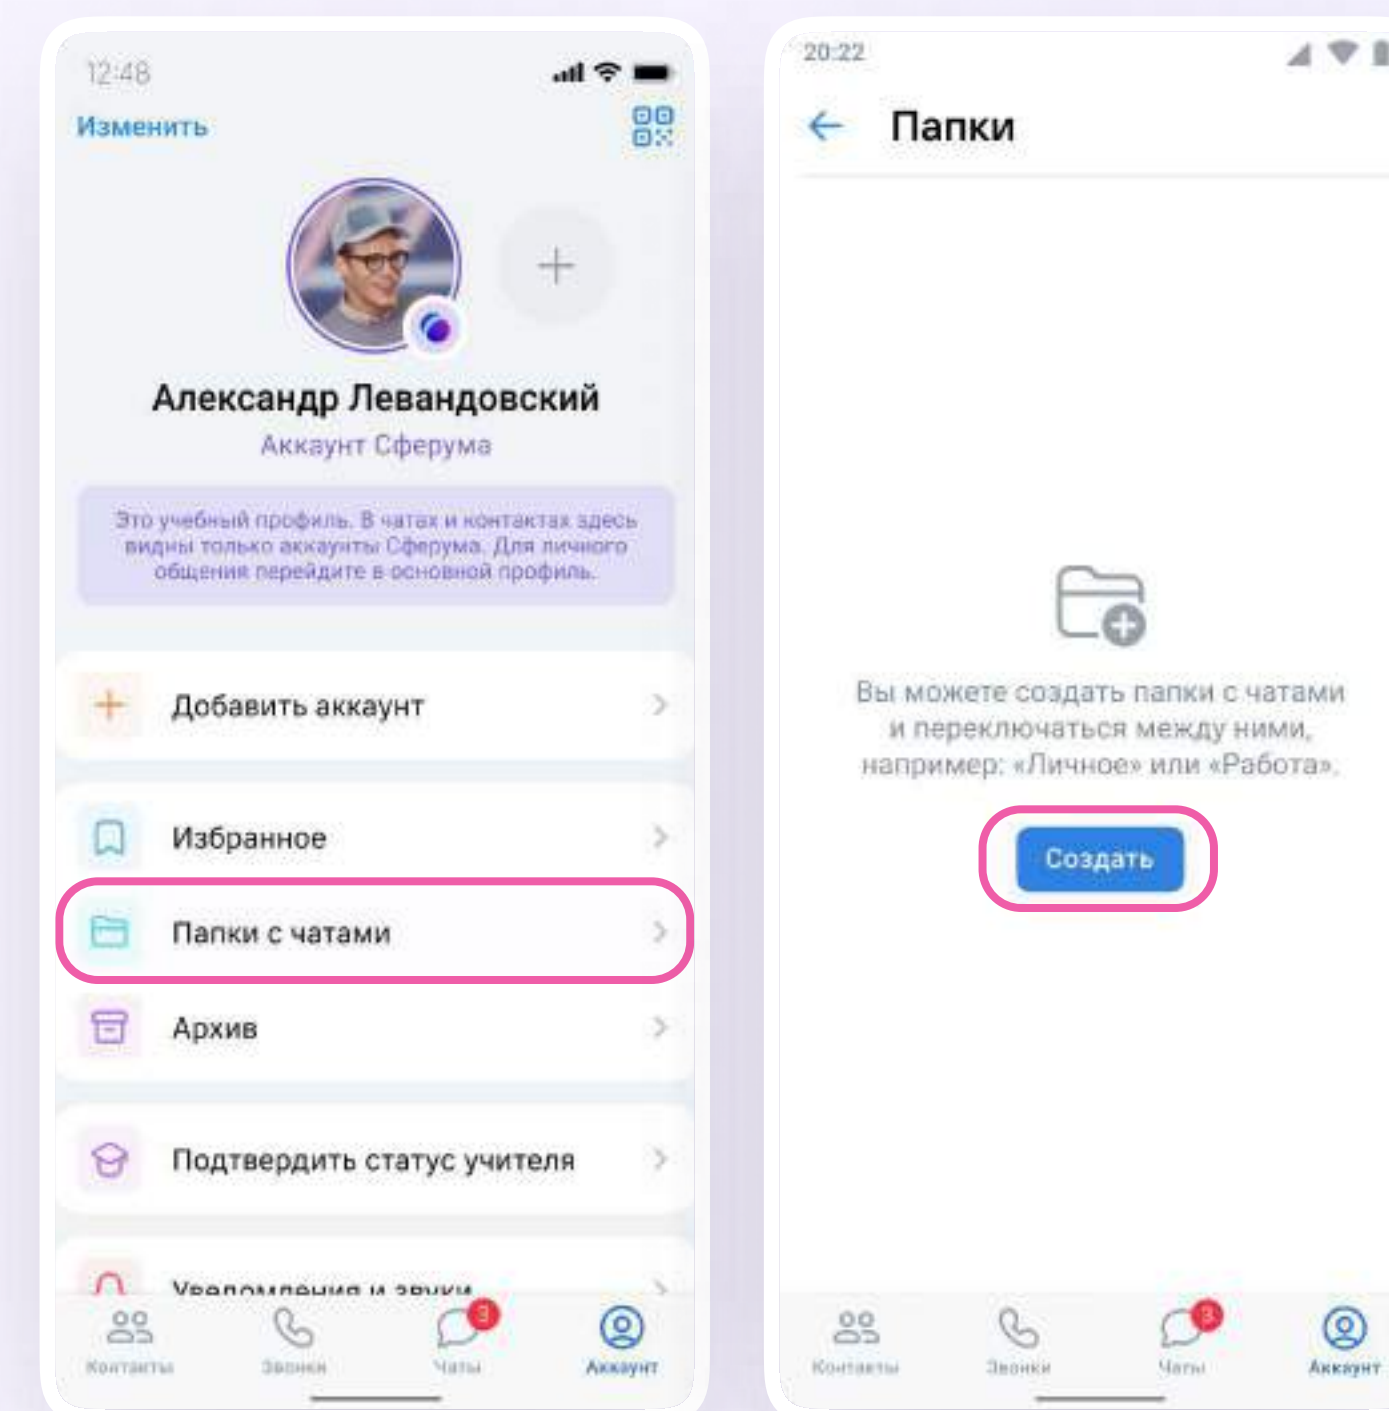 12:48
Изменить
Александр Левандовский
Аккаунт Сферума
Это учебный профиль. В чатах и контактах здесь
видны только аккаунты Сферума. Для личного
общения перейдите в основной профиль.
Добавить аккаунт
Избранное
Папки с чатами
Архив
Подтвердить статус учителя
Уведомления и звуки
3
Контакты Звонки Чаты Аккаунт
20:22
Папки
Вы можете создать папки с чатами
и переключаться между ними,
например: «Личное» или «Работа».
Создать
3
Контакты Звонки Чаты Аккаунт